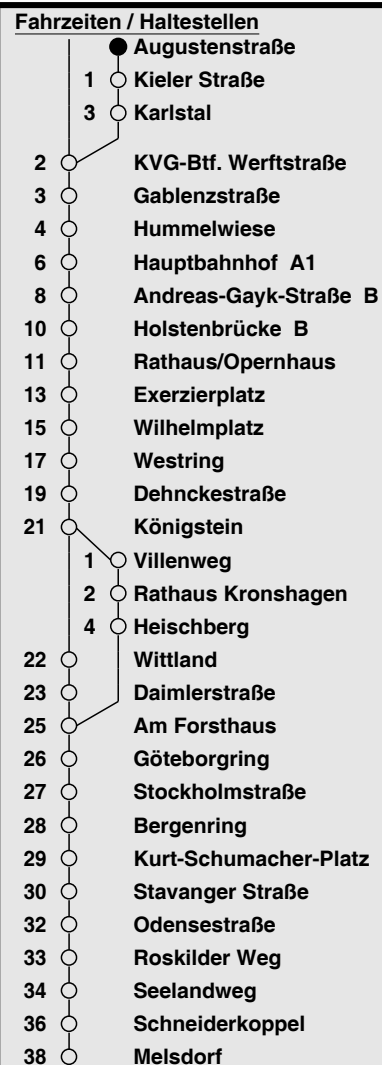 Fahrzeiten / Haltestellen
Augustenstraße
1 Kieler Straße
3 Karlstal
2 KVG-Btf. Werftstraße
3 Gablenzstraße
4 Hummelwiese
6 Hauptbahnhof A1
8 Andreas-Gayk-Straße B
10 Holstenbrücke B
11 Rathaus/Opernhaus
13 Exerzierplatz
15 Wilhelmplatz
17 Westring
19 Dehnckestraße
21 Königstein
1 Villenweg
2 Rathaus Kronshagen
4 Heischberg
22 Wittland
23 Daimlerstraße
25 Am Forsthaus
26 Göteborgring
27 Stockholmstraße
28 Bergenring
29 Kurt-Schumacher-Platz
30 Stavanger Straße
32 Odensestraße
33 Roskilder Weg
34 Seelandweg
36 Schneiderkoppel
38 Melsdorf